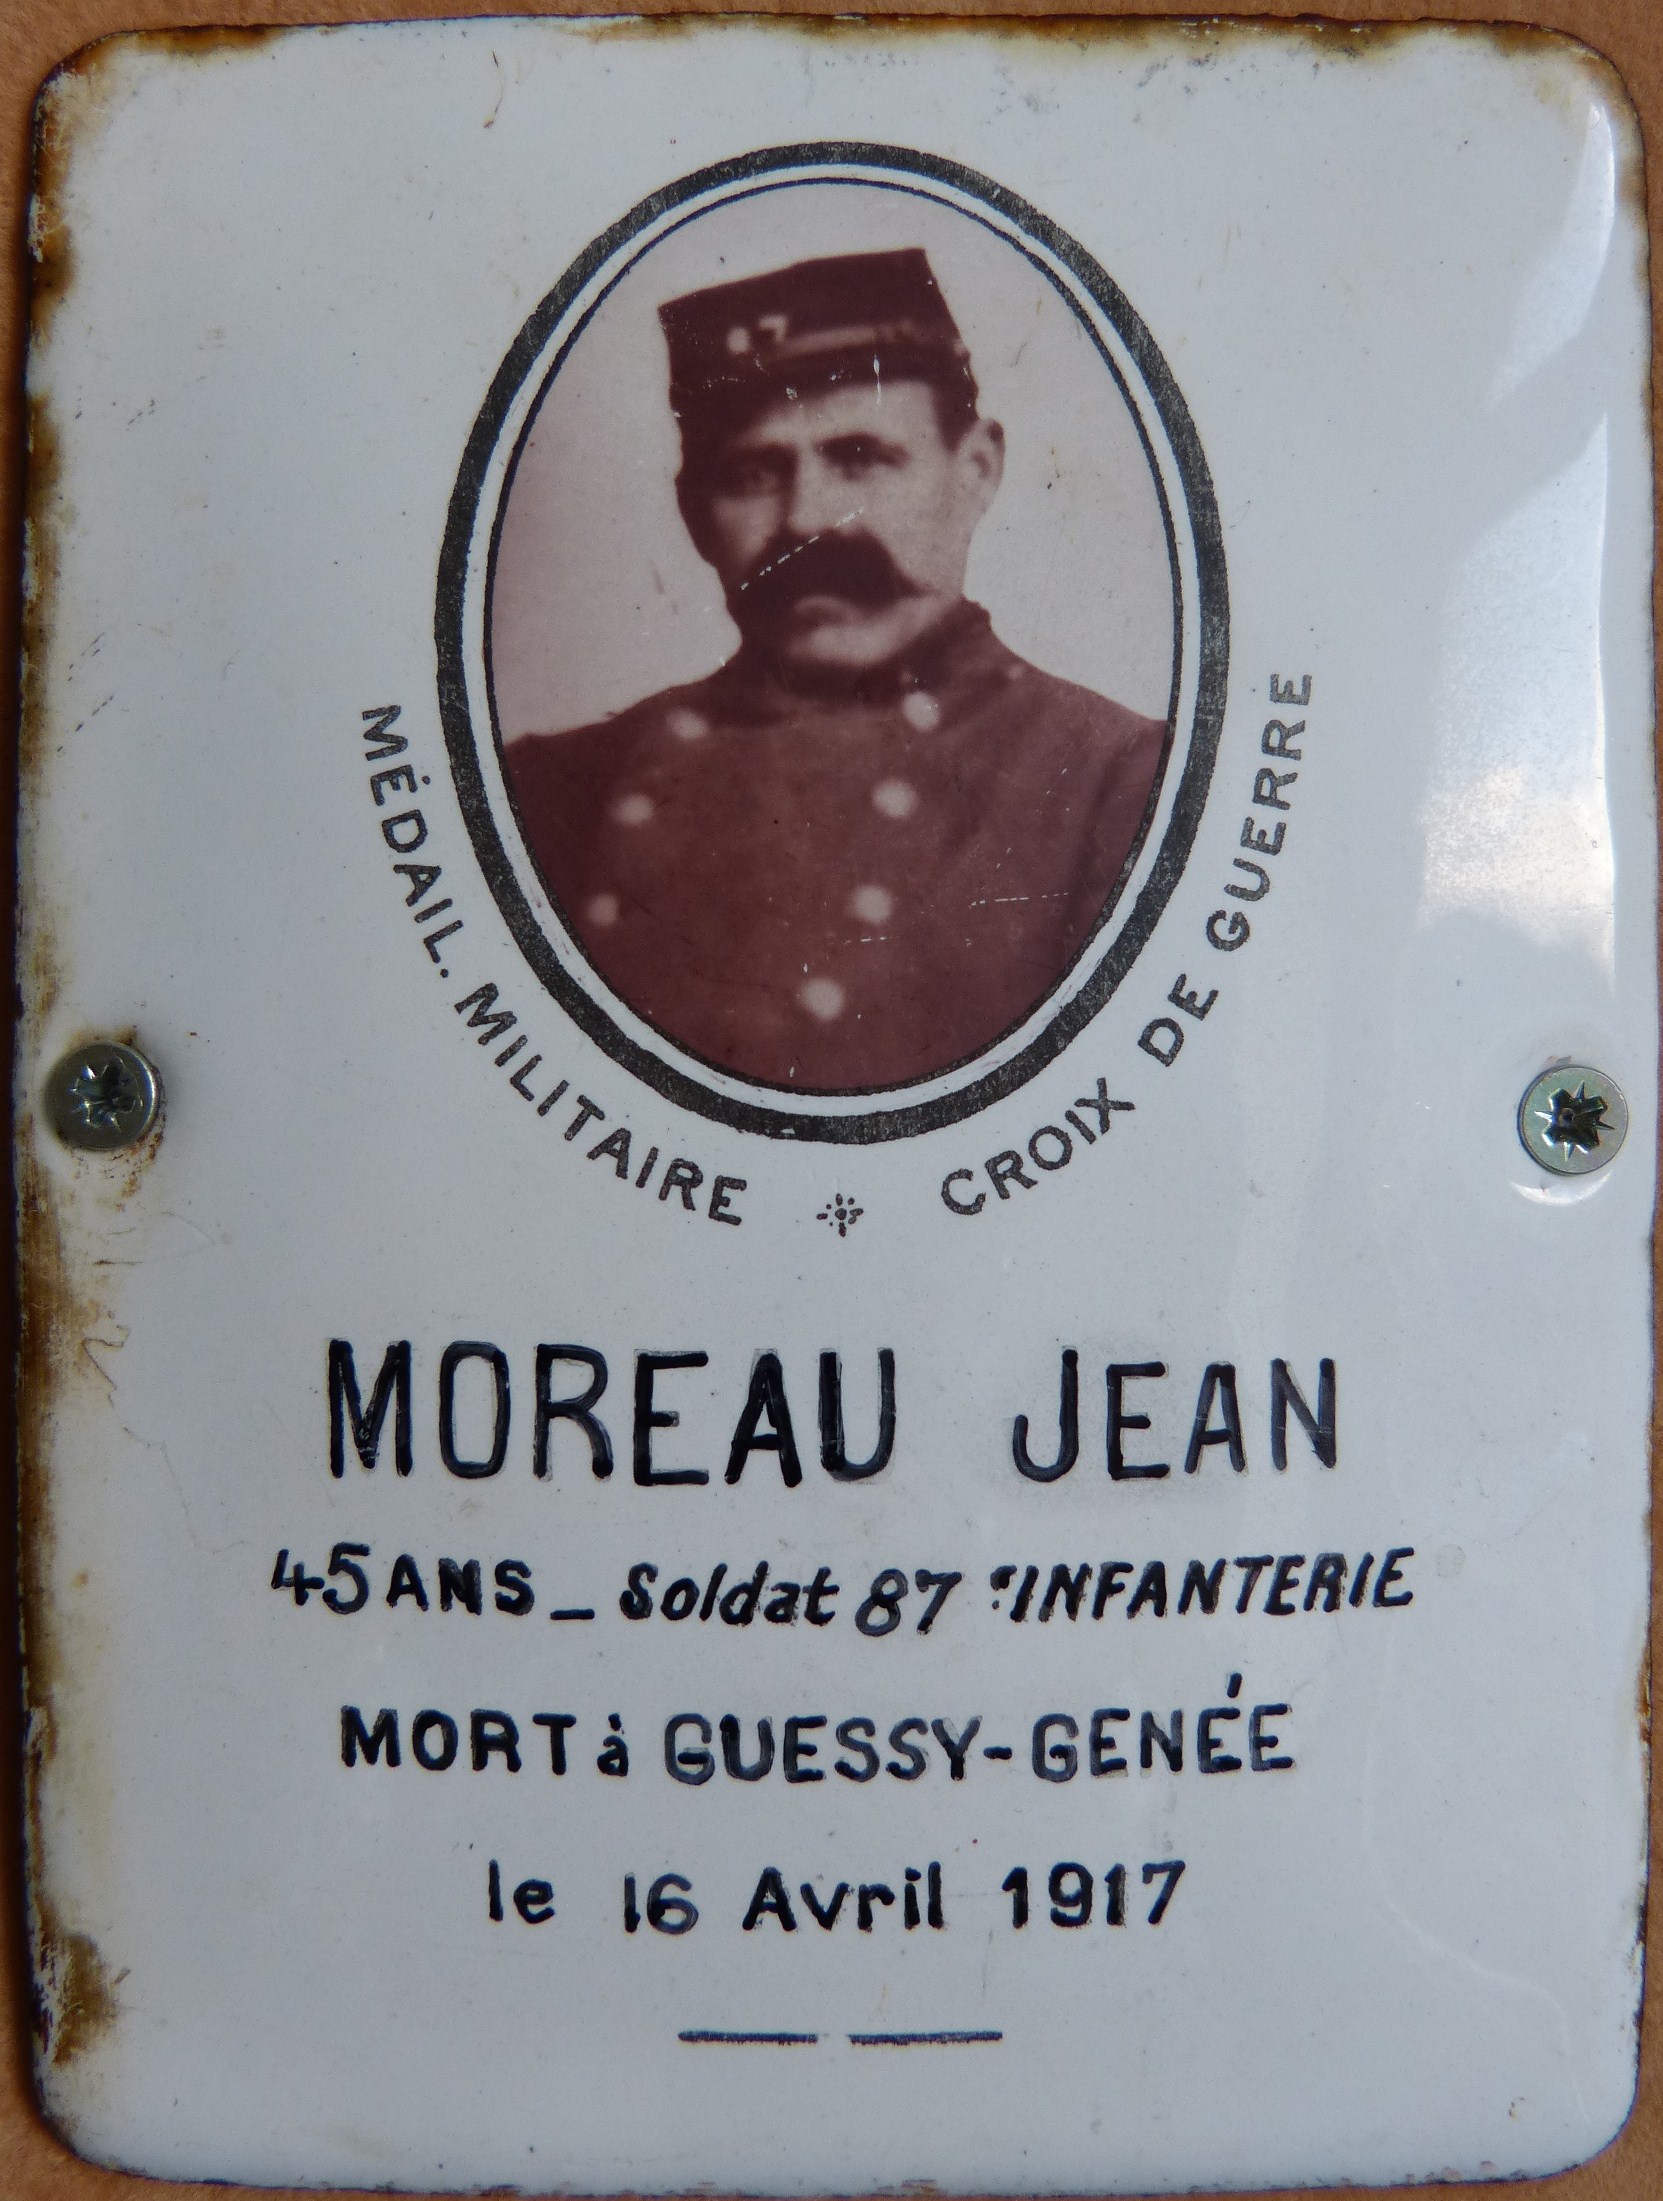 7
MÉDAIL. MILITAIRE
CROIX DE GUERRE
MOREAU JEAN
45 ANS _ Soldat 87 e INFANTERIE
MORT à GUESSY-GENÉE
le 16 Avril 1917